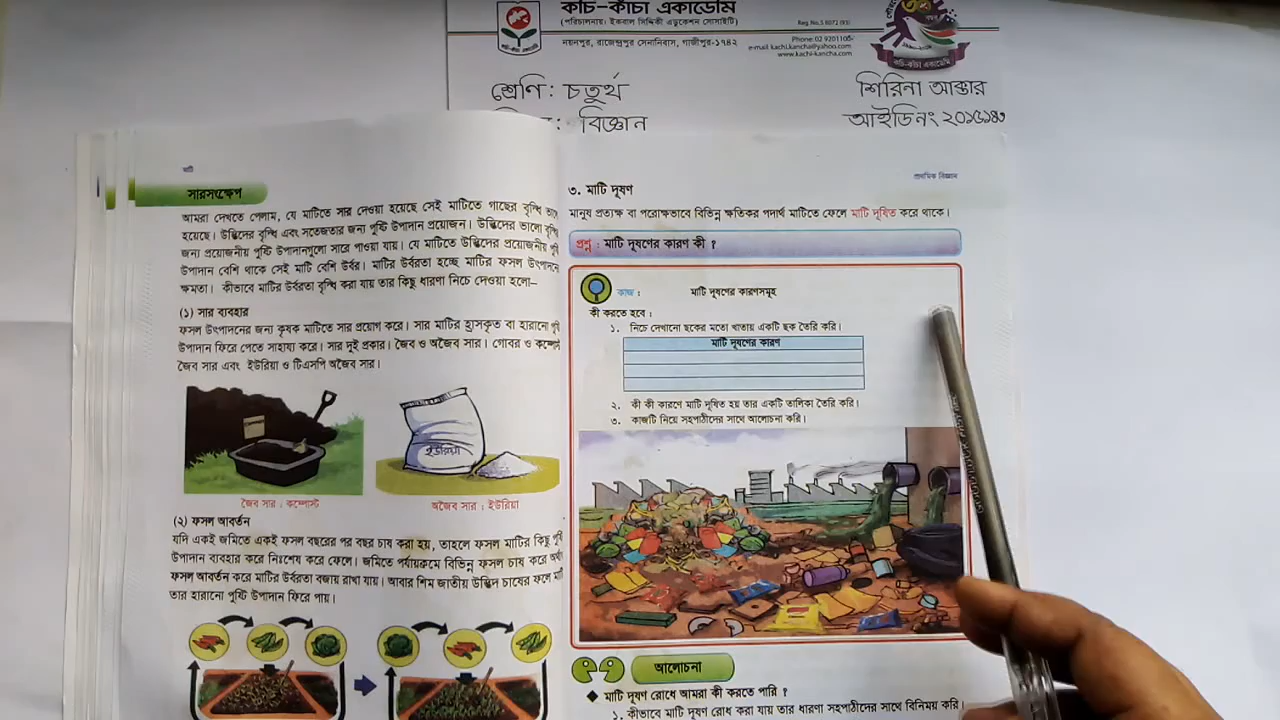 কচি-কাঁচা একাডেমি
(পরিচালনায়: ইকবাল সিদ্দিকী এডুকেশন সোসাইটি)
Reg.No.S 8072 (93)
নয়নপুর, রাজেন্দ্রপুর সেনানিবাস, গাজীপুর-১৭৪২
Phone: 02 9201100
e-mail: kachi.kancha@yahoo.com
www.kachi-kancha.com
কচি-কাঁচা একাডেমি
শ্রেণি: চতুর্থ
শিরিনা আক্তার
: বিজ্ঞান
আইডিনং ২০১৫১৪৩
মাটি
সারসংক্ষেপ
আমরা দেখতে পেলাম, যে মাটিতে সার দেওয়া হয়েছে সেই মাটিতে গাছের বৃদ্ধি
হয়েছে। উদ্ভিদের বৃদ্ধি এবং সতেজতার জন্য পুষ্টি উপাদান প্রয়োজন। উদ্ভিদের ভালো বৃদ্ধি
জন্য প্রয়োজনীয় পুষ্টি উপাদানগুলো সারে পাওয়া যায়। যে মাটিতে উদ্ভিদের প্রয়োজনীয় পুষ্টি
উপাদান বেশি থাকে সেই মাটি বেশি উর্বর। মাটির উর্বরতা হচ্ছে মাটির ফসল উৎপাদনে
ক্ষমতা। কীভাবে মাটির উর্বরতা বৃদ্ধি করা যায় তার কিছু ধারণা নিচে দেওয়া হলো–
(১) সার ব্যবহার
ফসল উৎপাদনের জন্য কৃষক মাটিতে সার প্রয়োগ করে। সার মাটির হ্রাসকৃত বা হারানো
উপাদান ফিরে পেতে সাহায্য করে। সার দুই প্রকার। জৈব ও অজৈব সার। গোবর ও কম্পোস্ট
জৈব সার এবং ইউরিয়া ও টিএসপি অজৈব সার।
ইউরিয়া
জৈব সার : কম্পোস্ট
অজৈব সার : ইউরিয়া
(২) ফসল আবর্তন
যদি একই জমিতে একই ফসল বছরের পর বছর চাষ করা হয়, তাহলে ফসল মাটির কিছু পুষ্টি
উপাদান ব্যবহার করে নিঃশেষ করে ফেলে। জমিতে পর্যায়ক্রমে বিভিন্ন ফসল চাষ করে অর্থাৎ
ফসল আবর্তন করে মাটির উর্বরতা বজায় রাখা যায়। আবার শিম জাতীয় উদ্ভিদ চাষের ফলে
তার হারানো পুষ্টি উপাদান ফিরে পায়।
প্রাথমিক বিজ্ঞান
৩. মাটি দূষণ
মানুষ প্রত্যক্ষ বা পরোক্ষভাবে বিভিন্ন ক্ষতিকর পদার্থ মাটিতে ফেলে মাটি দূষিত করে থাকে।
প্রশ্ন : মাটি দূষণের কারণ কী ?
কাজ : মাটি দূষণের কারণসমূহ
কী করতে হবে :
১. নিচে দেখানো ছকের মতো খাতায় একটি ছক তৈরি করি।
মাটি দূষণের কারণ
২. কী কী কারণে মাটি দূষিত হয় তার একটি তালিকা তৈরি করি।
৩. কাজটি নিয়ে সহপাঠীদের সাথে আলোচনা করি।
আলোচনা
◆ মাটি দূষণ রোধে আমরা কী করতে পারি ?
১. কীভাবে মাটি দূষণ রোধ করা যায় তার ধারণা সহপাঠীদের সাথে বিনিময় করি।